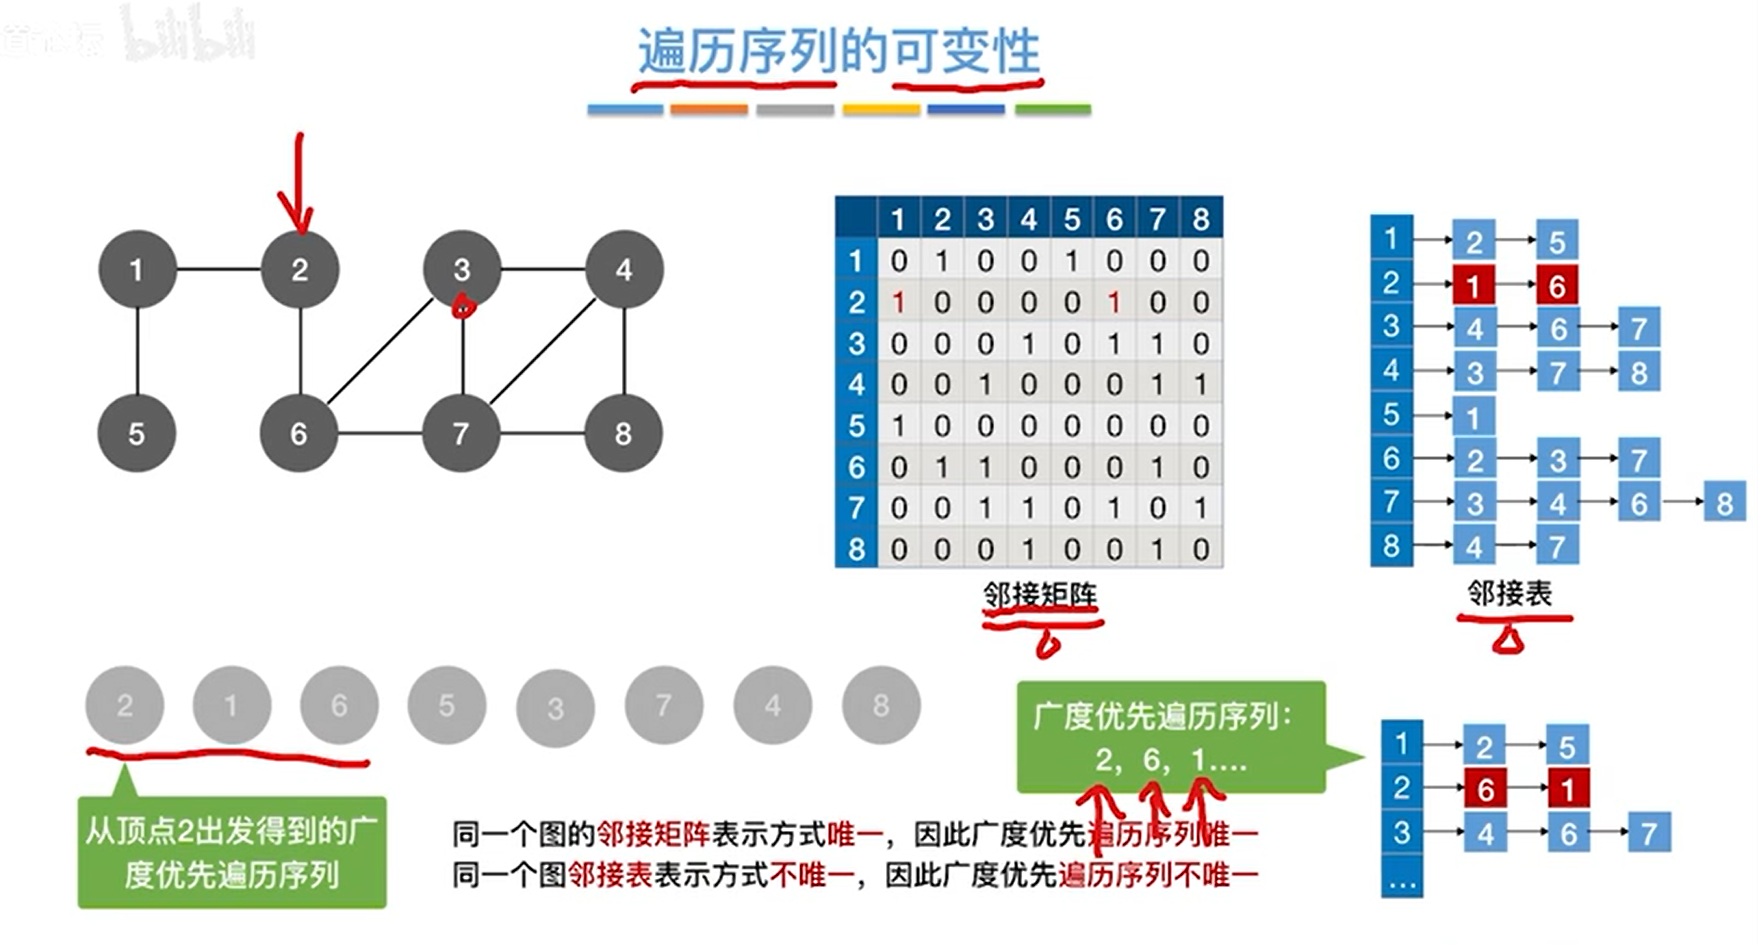 bilibili
遍历序列的可变性
1 2 3 4
5 6 7 8
1 2 3 4 5 6 7 8
1 0 1 0 0 1 0 0 0
2 1 0 0 0 0 1 0 0
3 0 0 0 1 0 1 1 0
4 0 0 1 0 0 0 1 1
5 1 0 0 0 0 0 0 0
6 0 1 1 0 0 0 1 0
7 0 0 1 1 0 1 0 1
8 0 0 0 1 0 0 1 0
邻接矩阵
1 2 5
2 1 6
3 4 6 7
4 3 7 8
5 1
6 2 3 7
7 3 4 6 8
8 4 7
邻接表
2 1 6 5 3 7 4 8
从顶点2出发得到的广
度优先遍历序列
广度优先遍历序列：
2, 6, 1....
1 2 5
2 6 1
3 4 6 7
...
同一个图的邻接矩阵表示方式唯一，因此广度优先遍历序列唯一
同一个图邻接表表示方式不唯一，因此广度优先遍历序列不唯一